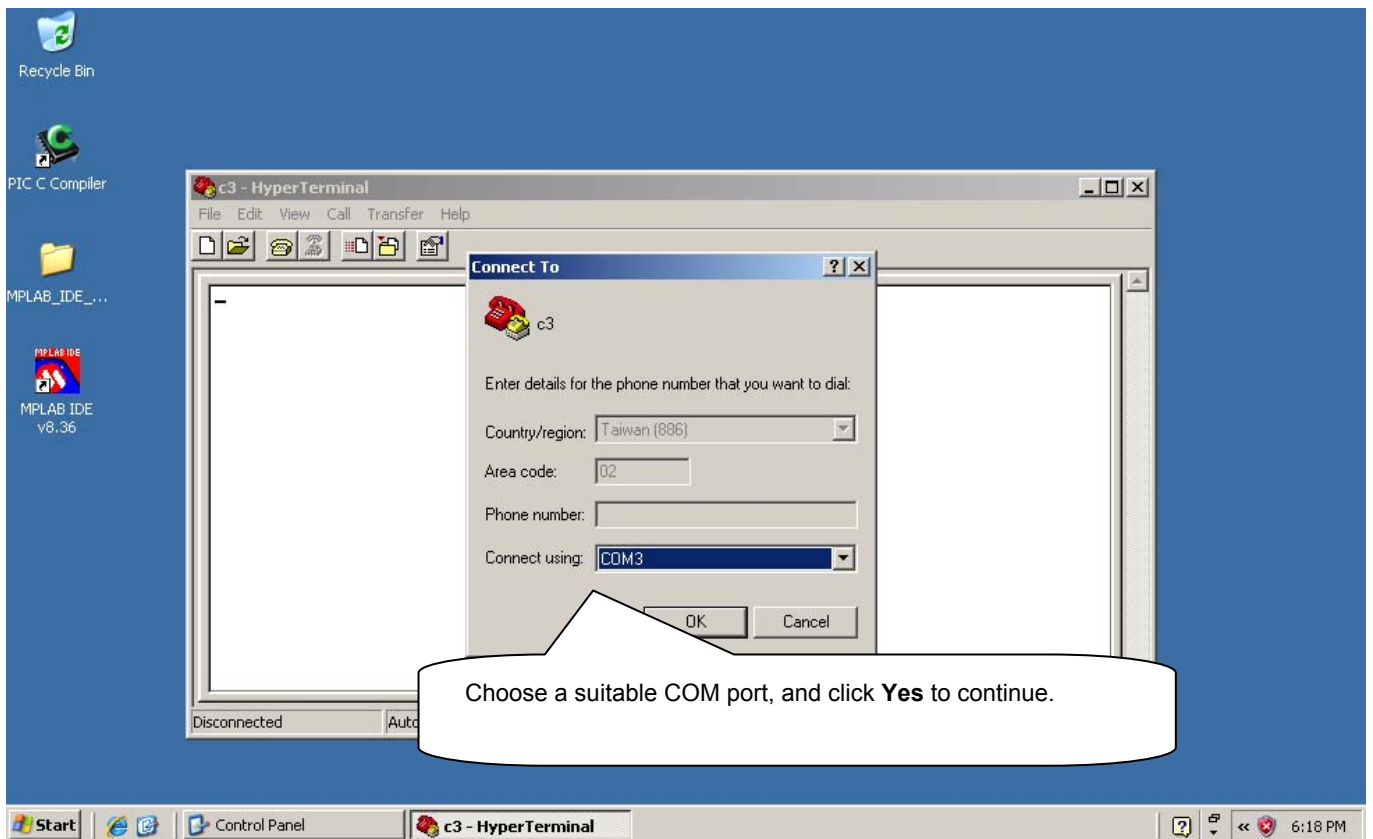 Recycle Bin
PIC C Compiler
MPLAB_IDE_...
MPLAB IDE
MPLAB IDE
v8.36
c3 - HyperTerminal
File Edit View Call Transfer Help
Connect To
c3
Enter details for the phone number that you want to dial:
Country/region: Taiwan (886)
Area code: 02
Phone number:
Connect using: COM3
OK Cancel
Choose a suitable COM port, and click Yes to continue.
Disconnected Auto
Start Control Panel c3 - HyperTerminal « 6:18 PM